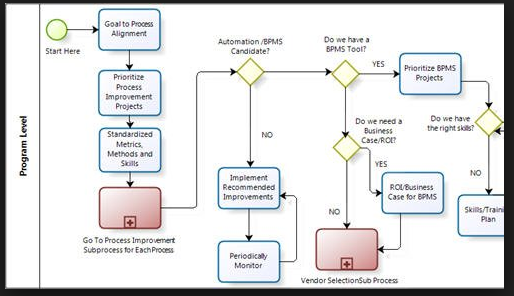 Program Level
Start Here
Goal to Process
Alignment
Prioritize
Process
Improvement
Projects
Standardized
Metrics,
Methods and
Skills
Go To Process Improvement
Subprocess for Each Process
Automation /BPMS
Candidate?
NO
Implement
Recommended
Improvements
Periodically
Monitor
Do we have a
BPMS Tool?
YES
Prioritize BPMS
Projects
Do we need a
Business
Case/ROI?
YES
NO
ROI/Business
Case for BPMS
Vendor Selection Sub Process
Do we have
the right skills?
NO
Skills/Traini
Plan